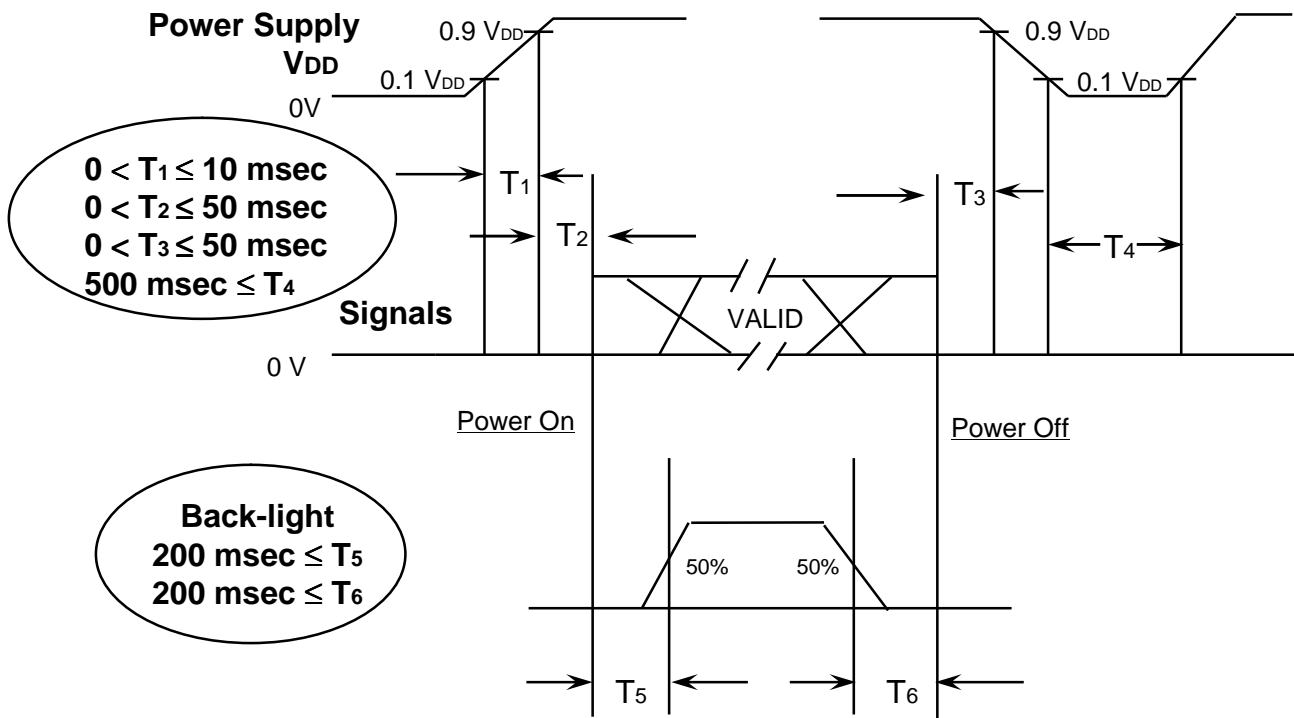 Power Supply
VDD
0.9 VDD
0.1 VDD
0V
0.9 VDD
0.1 VDD
0 < T1 ≤ 10 msec
0 < T2 ≤ 50 msec
0 < T3 ≤ 50 msec
500 msec ≤ T4
T1
T2
T3
T4
Signals
VALID
0 V
Power On
Power Off
Back-light
200 msec ≤ T5
200 msec ≤ T6
50%
50%
T5
T6